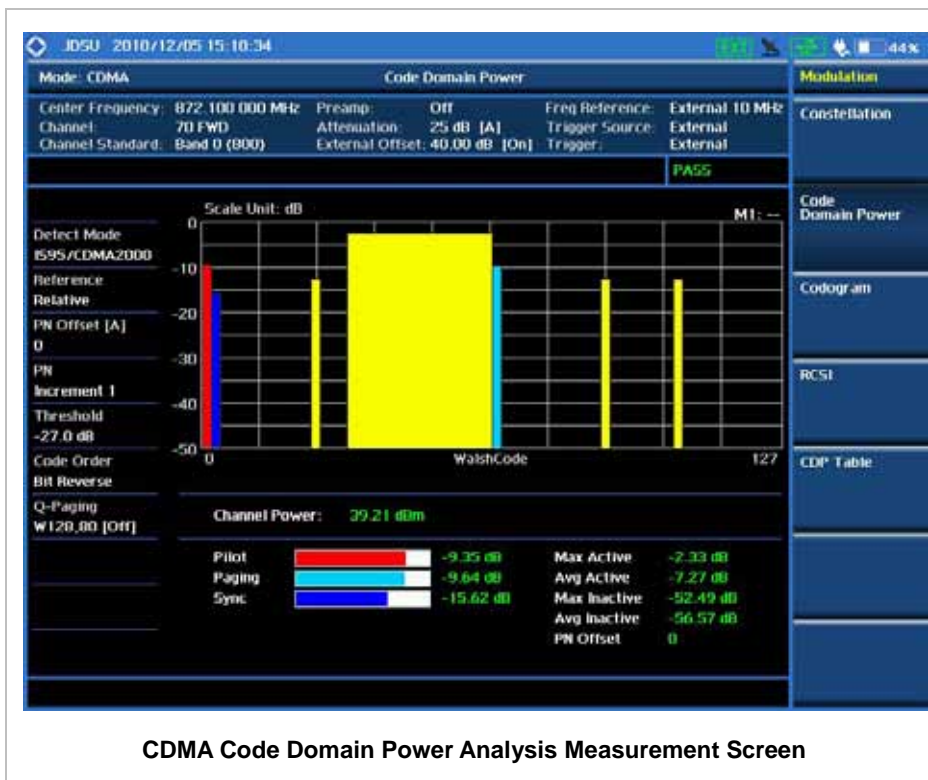 JDSU 2010/12/05 15:10:34
EXT
44%
Mode: CDMA
Code Domain Power
Modulation
Center Frequency: 872.100 000 MHz Preamp: Off Freq Reference: External 10 MHz
Channel: 70 FWD Attenuation: 25 dB [A] Trigger Source: External
Channel Standard: Band 0 (800) External Offset: 40.00 dB [On] Trigger: External
PASS
Constellation
Code
Domain Power
Codogram
RCSI
CDP Table
Detect Mode
IS95/CDMA2000
Reference
Relative
PN Offset [A]
0
PN
Increment 1
Threshold
-27.0 dB
Code Order
Bit Reverse
Q-Paging
W128,80 [Off]
Scale Unit: dB
M1: --
0
-10
-20
-30
-40
-50
0 WalshCode 127
Channel Power: 39.21 dBm
Pilot -9.35 dB Max Active -2.33 dB
Paging -9.64 dB Avg Active -7.27 dB
Sync -15.62 dB Max Inactive -52.49 dB
Avg Inactive -56.57 dB
PN Offset 0
CDMA Code Domain Power Analysis Measurement Screen